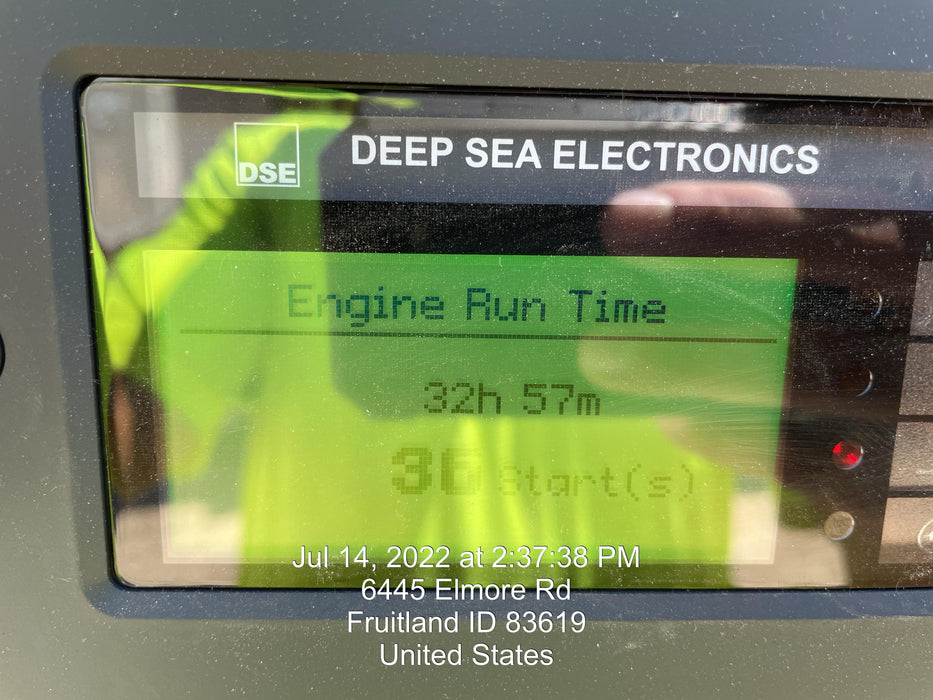 DSE
DEEP SEA ELECTRONICS
Engine Run Time
32h 57m
Start(s)
Jul 14, 2022 at 2:37:38 PM
6445 Elmore Rd
Fruitland ID 83619
United States